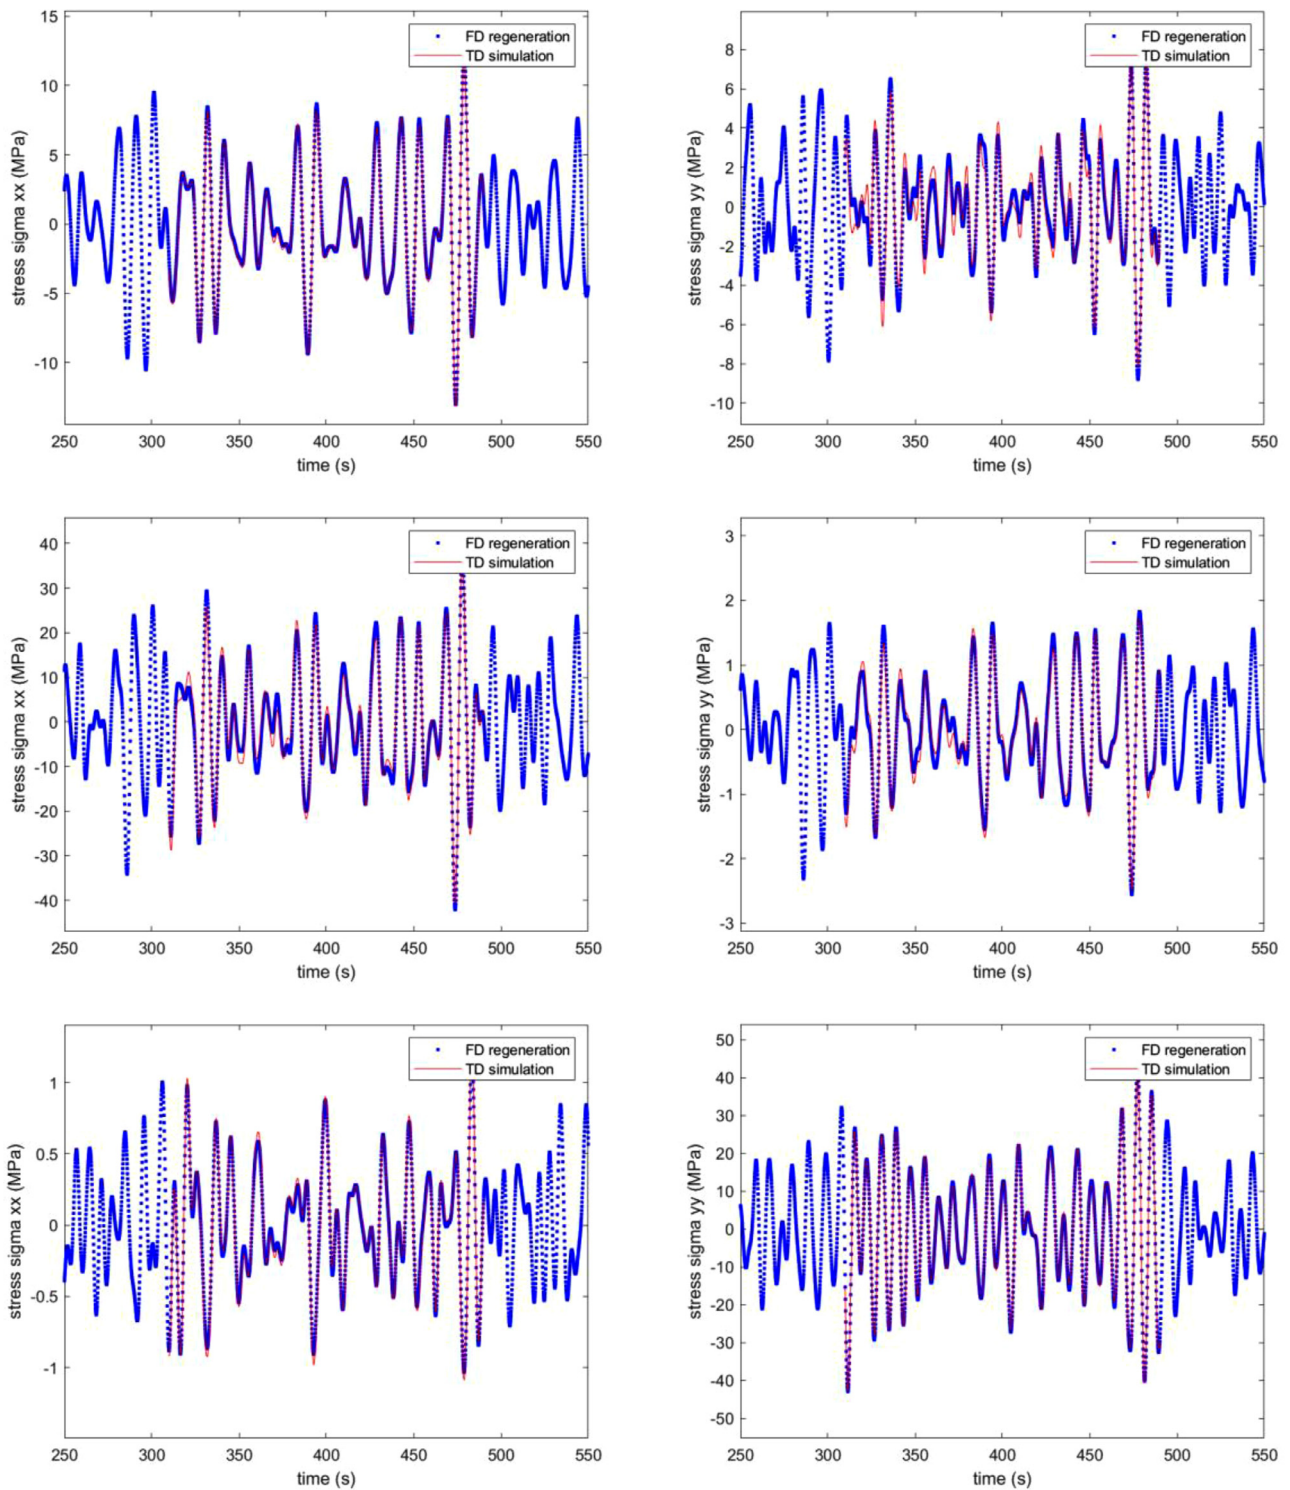 FD regeneration
TD simulation
15
10
5
0
-5
-10
stress sigma xx (MPa)
250 300 350 400 450 500 550
time (s)
FD regeneration
TD simulation
8
6
4
2
0
-2
-4
-6
-8
-10
stress sigma yy (MPa)
250 300 350 400 450 500 550
time (s)
FD regeneration
TD simulation
40
30
20
10
0
-10
-20
-30
-40
stress sigma xx (MPa)
250 300 350 400 450 500 550
time (s)
FD regeneration
TD simulation
3
2
1
0
-1
-2
-3
stress sigma yy (MPa)
250 300 350 400 450 500 550
time (s)
FD regeneration
TD simulation
1
0.5
0
-0.5
-1
stress sigma xx (MPa)
250 300 350 400 450 500 550
time (s)
FD regeneration
TD simulation
50
40
30
20
10
0
-10
-20
-30
-40
-50
stress sigma yy (MPa)
250 300 350 400 450 500 550
time (s)